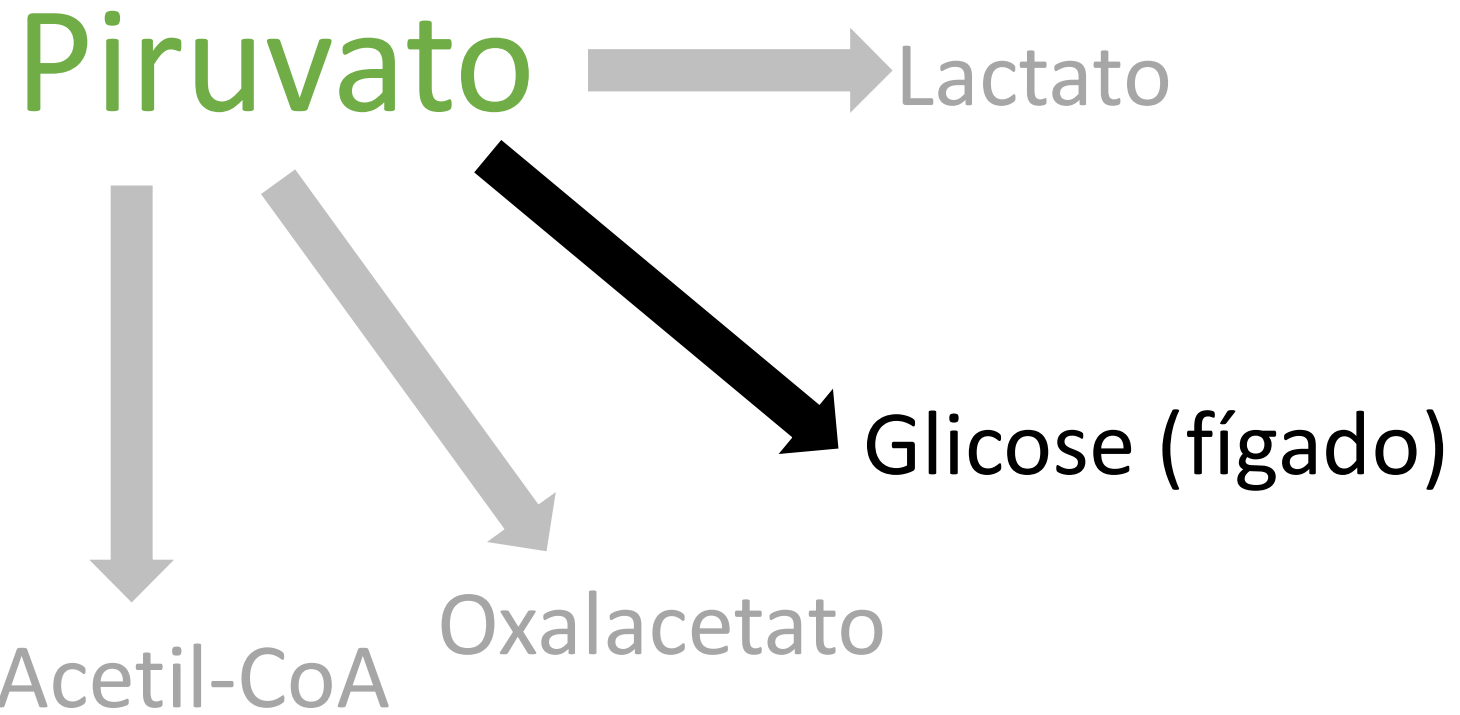 Piruvato
Lactato
Glicose (fígado)
Oxalacetato
Acetil-CoA